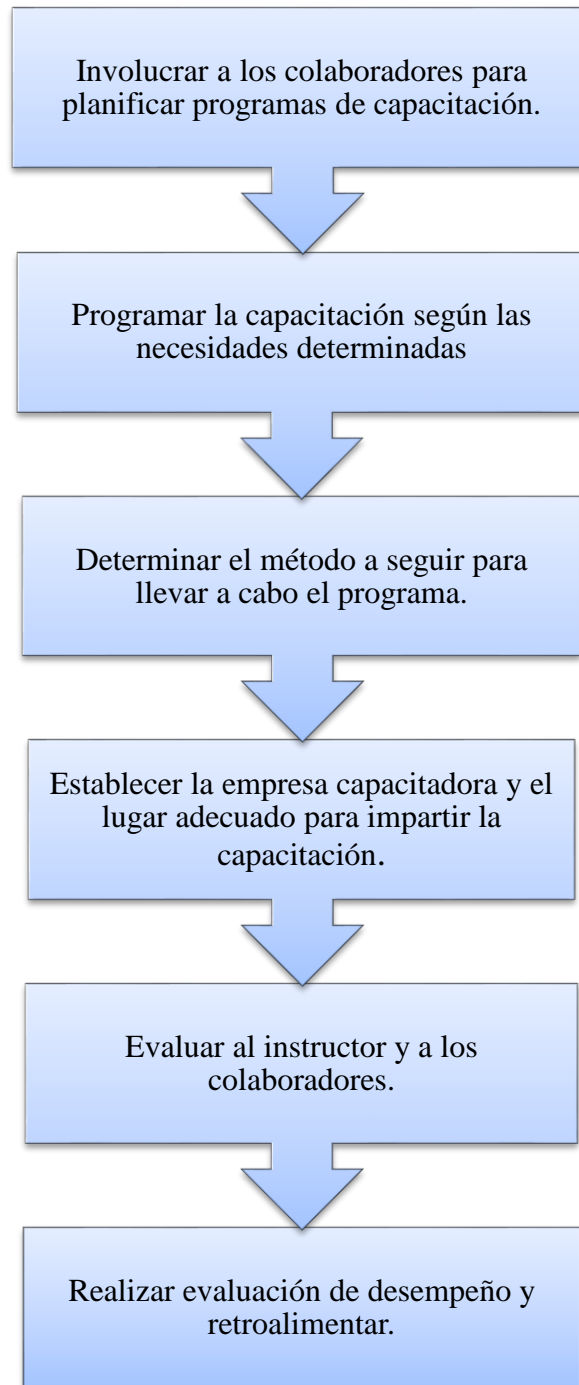 Involucrar a los colaboradores para
planificar programas de capacitación.
Programar la capacitación según las
necesidades determinadas
Determinar el método a seguir para
llevar a cabo el programa.
Establecer la empresa capacitadora y el
lugar adecuado para impartir la
capacitación.
Evaluar al instructor y a los
colaboradores.
Realizar evaluación de desempeño y
retroalimentar.